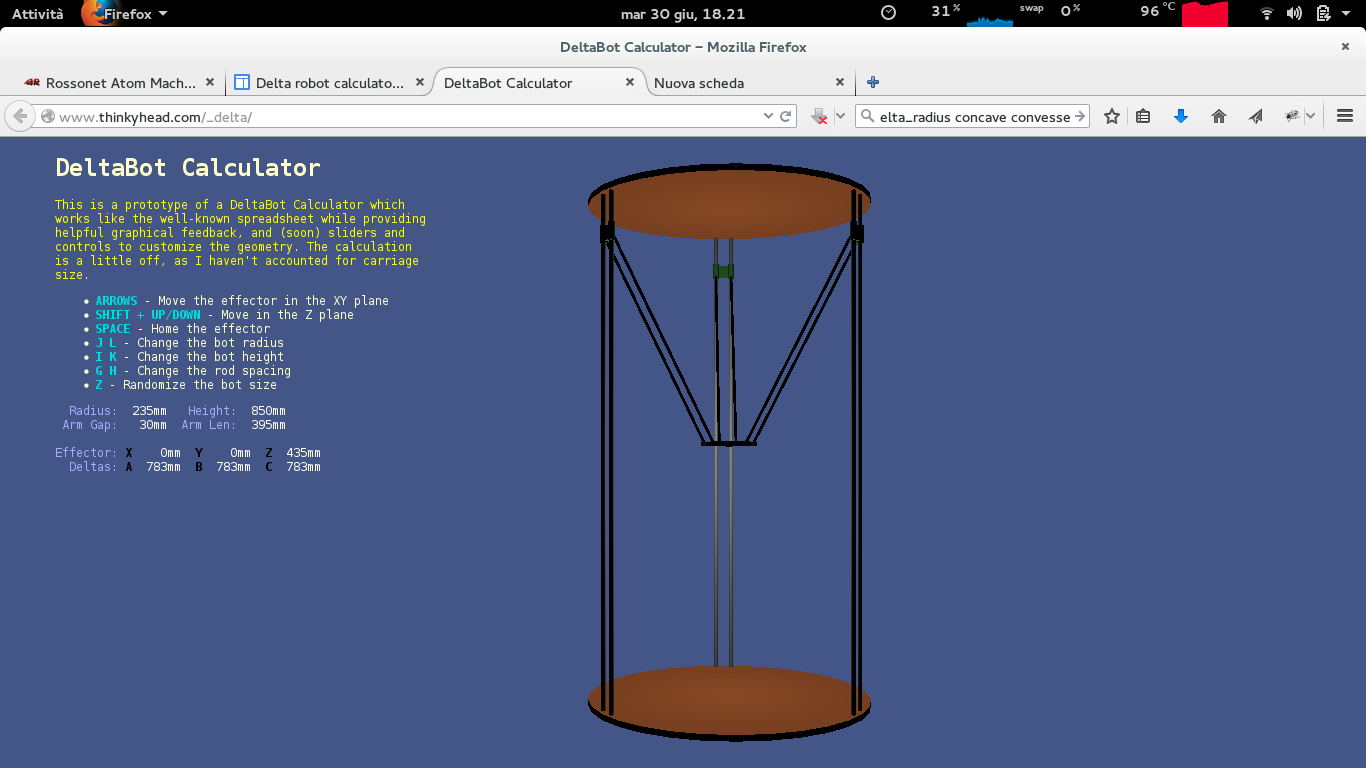 Attività Firefox mar 30 giu, 18.21 31 % swap 0 % 96 °C
DeltaBot Calculator – Mozilla Firefox ×
Rossonet Atom Mach... × Delta robot calculato... × DeltaBot Calculator × Nuova scheda ×
www.thinkyhead.com/_delta/ elta_radius concave convesse
DeltaBot Calculator
This is a prototype of a DeltaBot Calculator which
works like the well-known spreadsheet while providing
helpful graphical feedback, and (soon) sliders and
controls to customize the geometry. The calculation
is a little off, as I haven't accounted for carriage
size.
• ARROWS - Move the effector in the XY plane
• SHIFT + UP/DOWN - Move in the Z plane
• SPACE - Home the effector
• J L - Change the bot radius
• I K - Change the bot height
• G H - Change the rod spacing
• Z - Randomize the bot size
Radius: 235mm Height: 850mm
Arm Gap: 30mm Arm Len: 395mm
Effector: X 0mm Y 0mm Z 435mm
Deltas: A 783mm B 783mm C 783mm